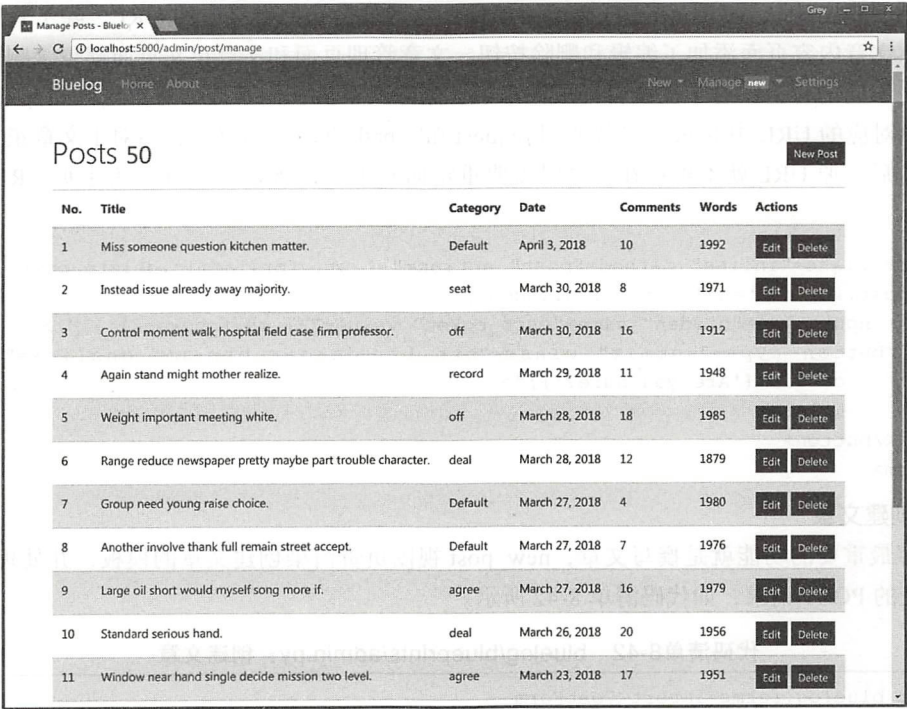 Grey
Manage Posts - Bluelo
localhost:5000/admin/post/manage
Bluelog Home About New Manage new Settings
Posts 50
New Post
No. Title Category Date Comments Words Actions
1 Miss someone question kitchen matter. Default April 3, 2018 10 1992 Edit Delete
2 Instead issue already away majority. seat March 30, 2018 8 1971 Edit Delete
3 Control moment walk hospital field case firm professor. off March 30, 2018 16 1912 Edit Delete
4 Again stand might mother realize. record March 29, 2018 11 1948 Edit Delete
5 Weight important meeting white. off March 28, 2018 18 1985 Edit Delete
6 Range reduce newspaper pretty maybe part trouble character. deal March 28, 2018 12 1879 Edit Delete
7 Group need young raise choice. Default March 27, 2018 4 1980 Edit Delete
8 Another involve thank full remain street accept. Default March 27, 2018 7 1976 Edit Delete
9 Large oil short would myself song more if. agree March 27, 2018 16 1979 Edit Delete
10 Standard serious hand. deal March 26, 2018 20 1956 Edit Delete
11 Window near hand single decide mission two level. agree March 23, 2018 17 1951 Edit Delete